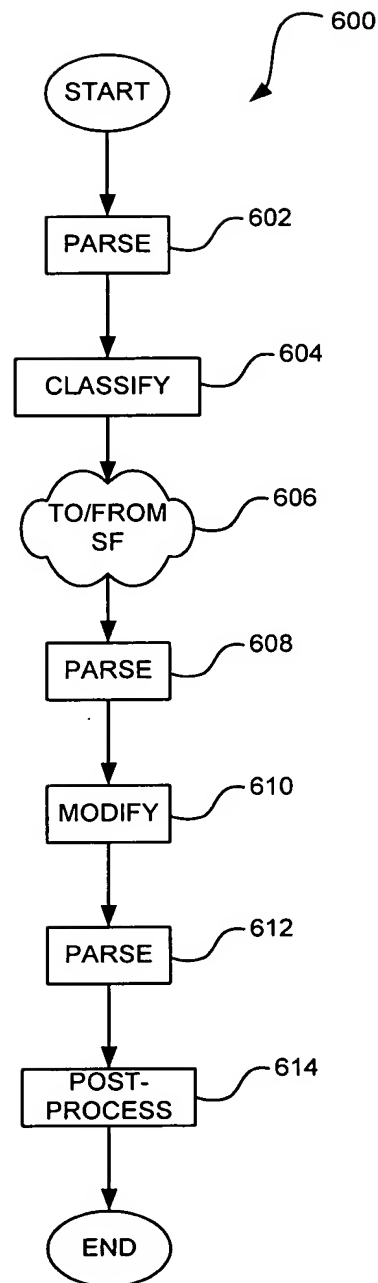 600
START
602
PARSE
604
CLASSIFY
606
TO/FROM
SF
608
PARSE
610
MODIFY
612
PARSE
614
POST-
PROCESS
END